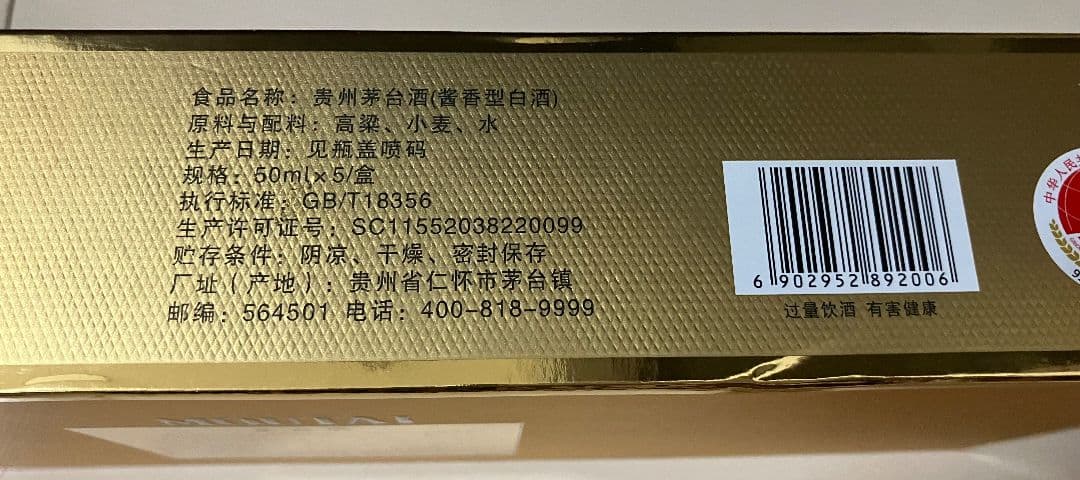 食品名称：贵州茅台酒(酱香型白酒)
原料与配料：高粱、小麦、水
生产日期：见瓶盖喷码
规格：50ml×5/盒
执行标准：GB/T18356
生产许可证号：SC11552038220099
贮存条件：阴凉、干燥、密封保存
厂址（产地）：贵州省仁怀市茅台镇
邮编：564501 电话：400-818-9999
6 902952 892006
过量饮酒 有害健康
中华人民
MOUTAI